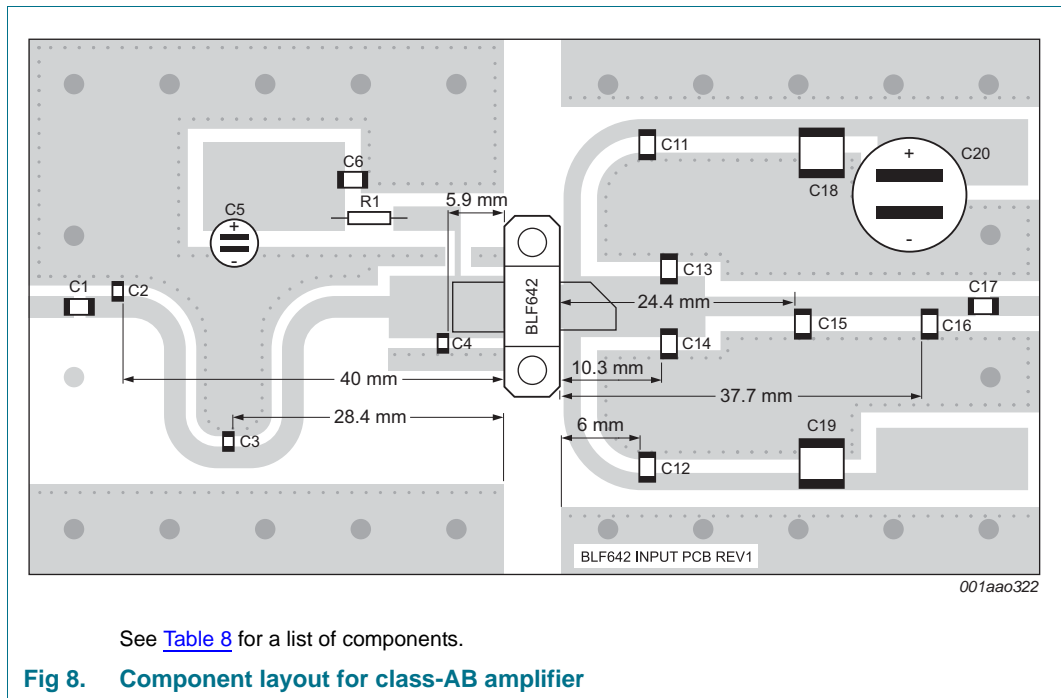 C6
R1
C5
+
-
5.9 mm
C11
C18
+
-
C20
C1
C2
BLF642
C13
24.4 mm
C17
C4
C14
C15
C16
40 mm
10.3 mm
37.7 mm
28.4 mm
C3
6 mm
C19
C12
BLF642 INPUT PCB REV1
001aao322
See Table 8 for a list of components.
Fig 8. Component layout for class-AB amplifier